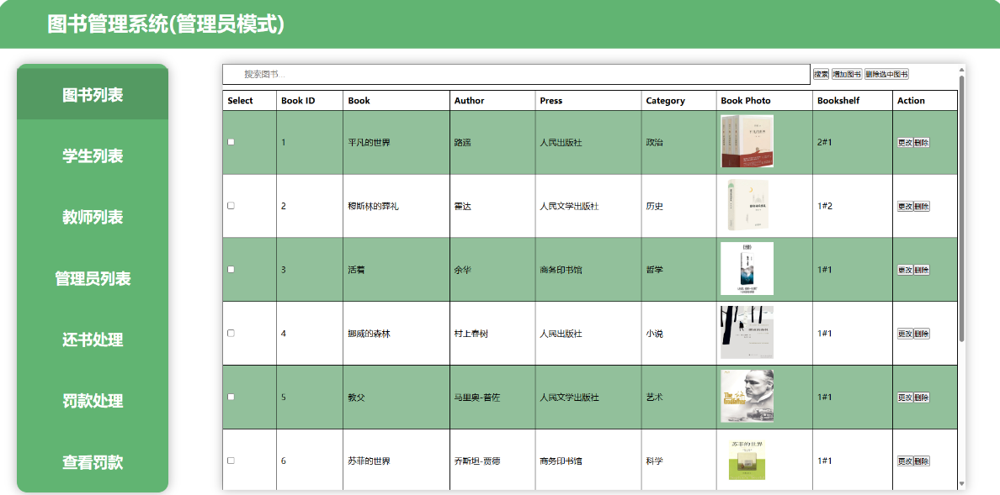 图书管理系统(管理员模式)
图书列表
学生列表
教师列表
管理员列表
还书处理
罚款处理
查看罚款
搜索图书... 搜索 增加图书 删除选中图书
Select Book ID Book Author Press Category Book Photo Bookshelf Action
1 平凡的世界 路遥 人民出版社 政治 2#1 更改 删除
2 穆斯林的葬礼 霍达 人民文学出版社 历史 1#2 更改 删除
3 活着 余华 商务印书馆 哲学 1#1 更改 删除
4 挪威的森林 村上春树 人民出版社 小说 1#1 更改 删除
5 教父 马里奥-普佐 人民文学出版社 艺术 The Godfather 1#1 更改 删除
6 苏菲的世界 乔斯坦-贾德 商务印书馆 科学 苏菲的世界 1#1 更改 删除